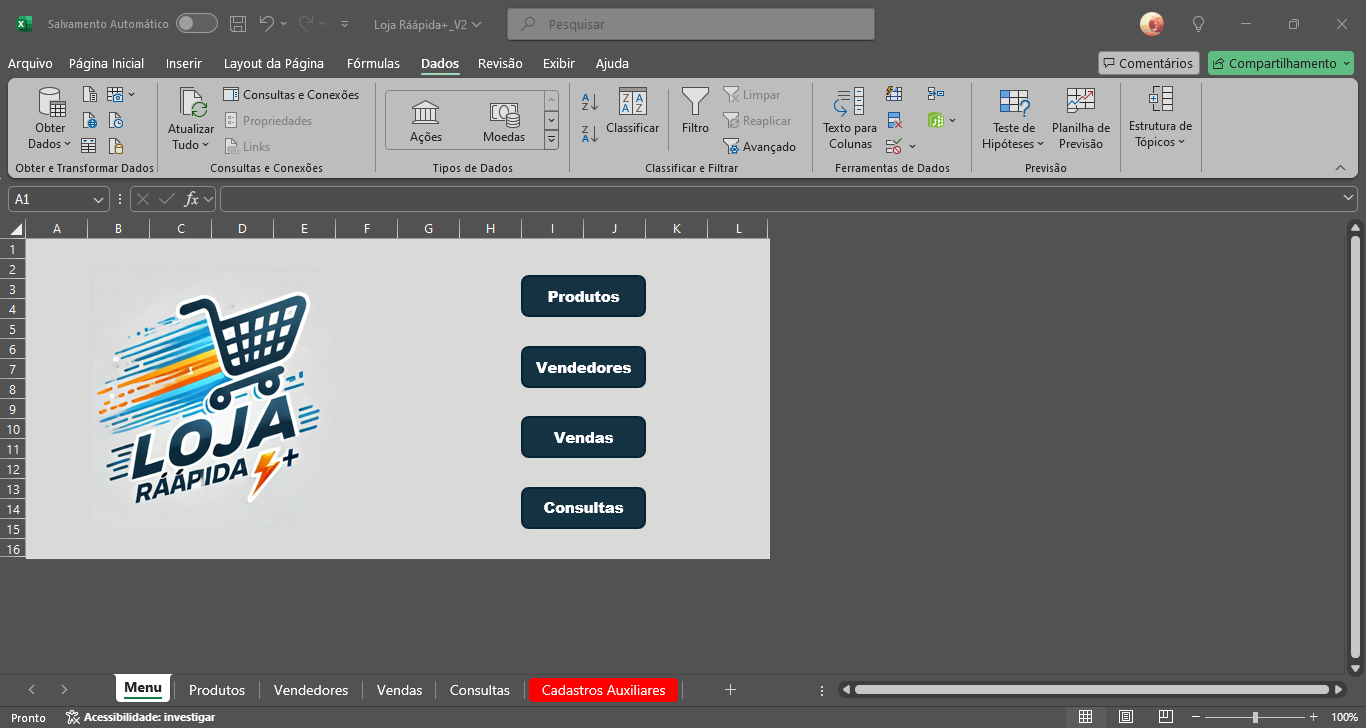 Salvamento Automático
Loja Ráápida+_V2
Pesquisar
Arquivo
Página Inicial
Inserir
Layout da Página
Fórmulas
Dados
Revisão
Exibir
Ajuda
Comentários
Compartilhamento
Obter
Dados
Obter e Transformar Dados
Atualizar
Tudo
Consultas e Conexões
Propriedades
Links
Consultas e Conexões
Ações
Moedas
Tipos de Dados
Classificar
Filtro
Limpar
Reaplicar
Avançado
Classificar e Filtrar
Texto para
Colunas
Ferramentas de Dados
Teste de
Hipóteses
Planilha de
Previsão
Previsão
Estrutura de
Tópicos
A1
fx
A B C D E F G H I J K L
1
2
3
4
5
6
7
8
9
10
11
12
13
14
15
16
LOJA
RÁÁPIDA +
Produtos
Vendedores
Vendas
Consultas
Menu
Produtos
Vendedores
Vendas
Consultas
Cadastros Auxiliares
Pronto
Acessibilidade: investigar
100%